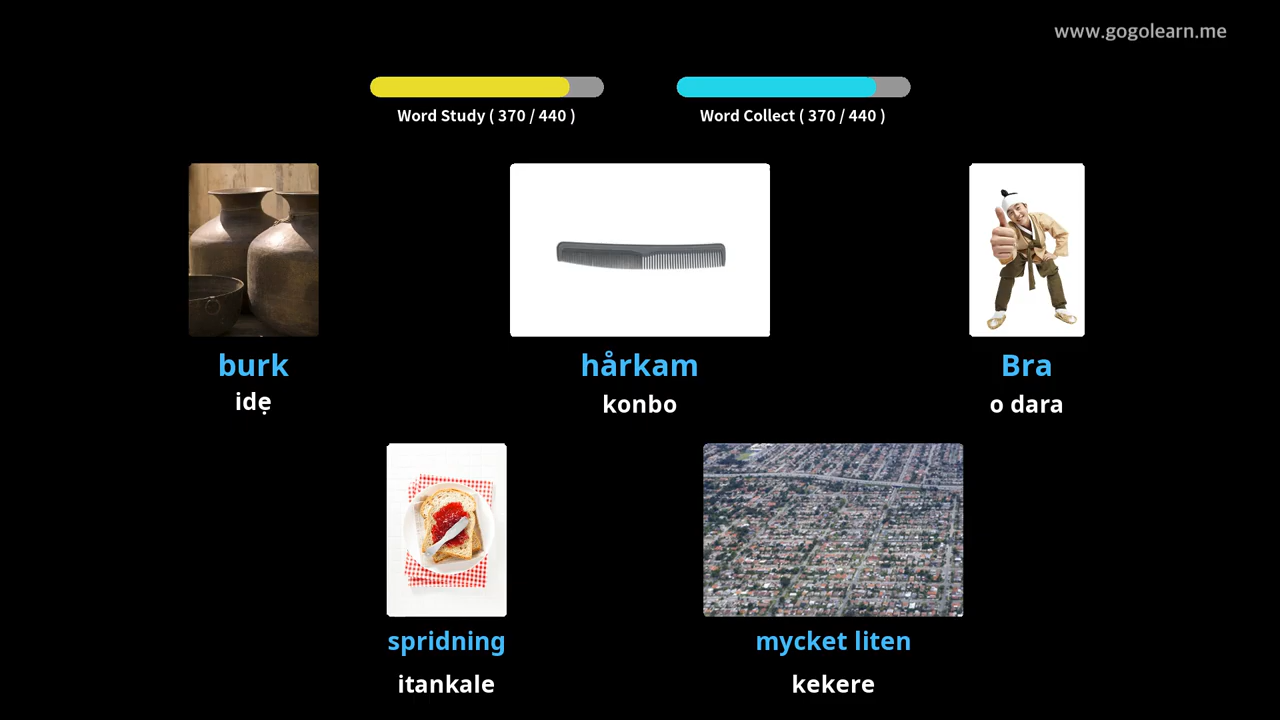 www.gogolearn.me
Word Study ( 370 / 440 )
Word Collect ( 370 / 440 )
burk
hårkam
Bra
idẹ
konbo
o dara
spridning
mycket liten
itankale
kekere